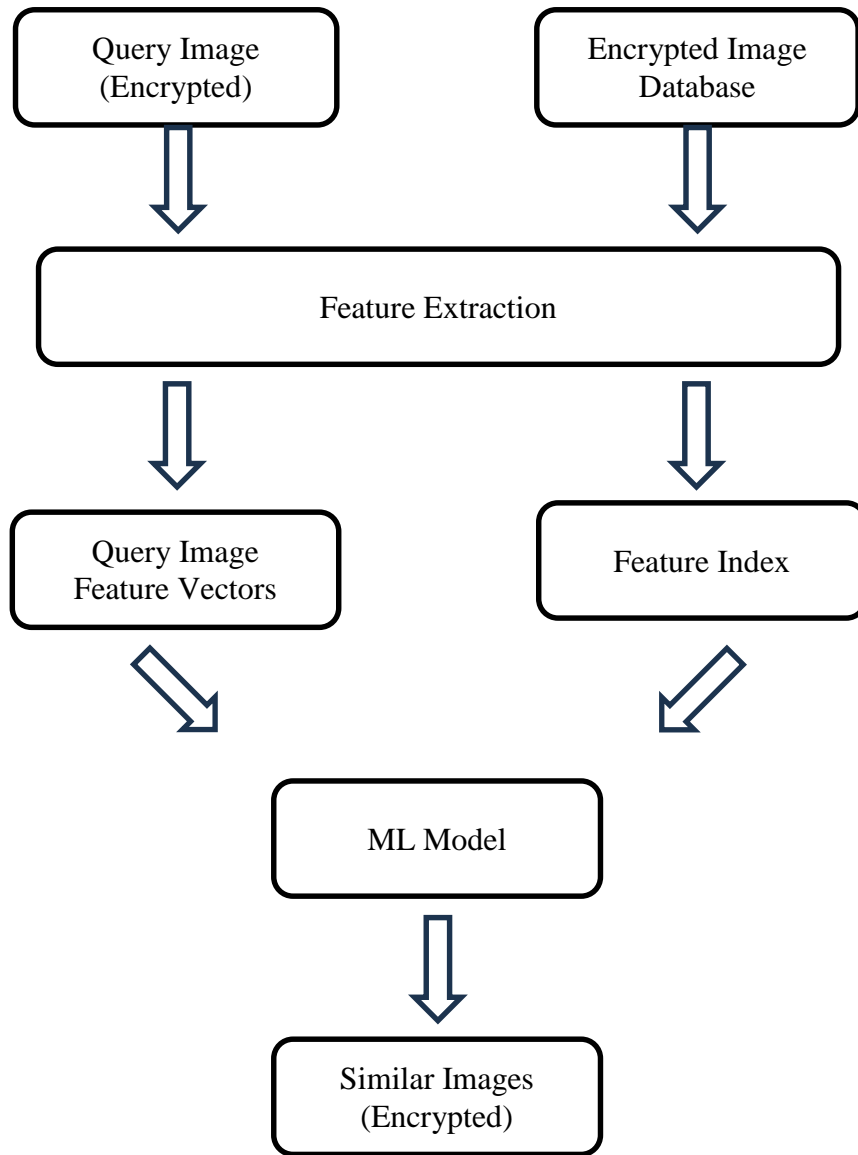 Query Image
(Encrypted)
Encrypted Image
Database
Feature Extraction
Query Image
Feature Vectors
Feature Index
ML Model
Similar Images
(Encrypted)